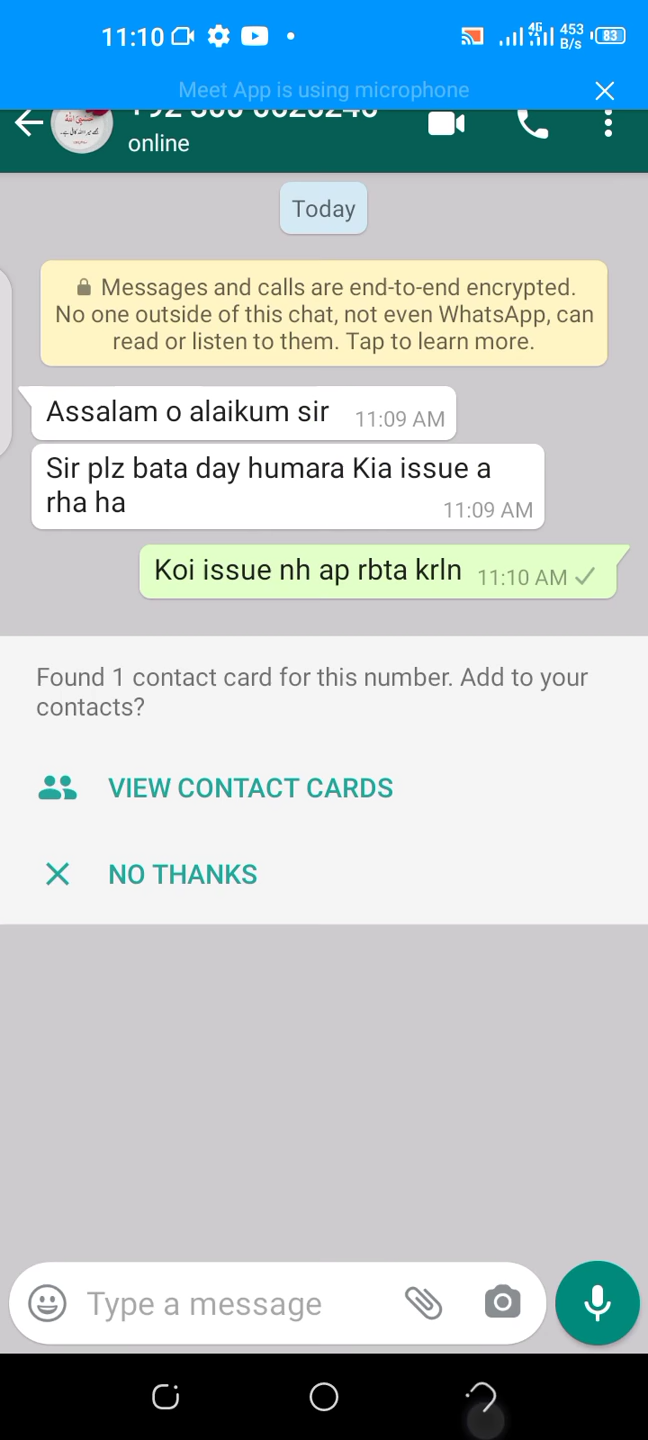 11:10
4G
453
B/s
83
Meet App is using microphone
online
Today
Messages and calls are end-to-end encrypted.
No one outside of this chat, not even WhatsApp, can
read or listen to them. Tap to learn more.
Assalam o alaikum sir 11:09 AM
Sir plz bata day humara Kia issue a
rha ha 11:09 AM
Koi issue nh ap rbta krln 11:10 AM
Found 1 contact card for this number. Add to your
contacts?
VIEW CONTACT CARDS
NO THANKS
Type a message